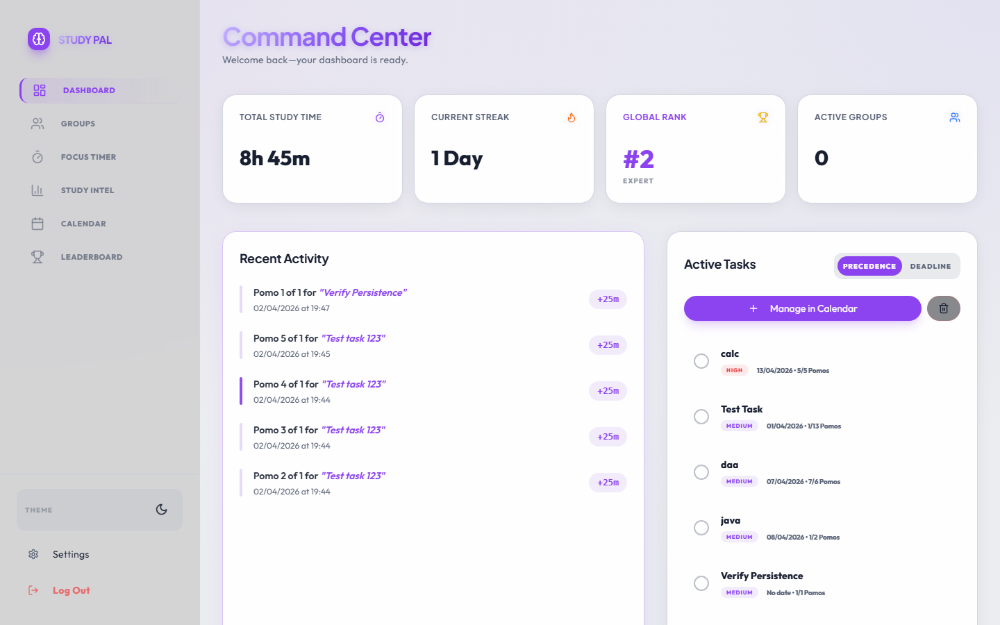 STUDY PAL
DASHBOARD
GROUPS
FOCUS TIMER
STUDY INTEL
CALENDAR
LEADERBOARD
THEME
Settings
Log Out
Command Center
Welcome back—your dashboard is ready.
TOTAL STUDY TIME
8h 45m
CURRENT STREAK
1 Day
GLOBAL RANK
#2
EXPERT
ACTIVE GROUPS
0
Recent Activity
Pomo 1 of 1 for "Verify Persistence"
02/04/2026 at 19:47
+25m
Pomo 5 of 1 for "Test task 123"
02/04/2026 at 19:45
+25m
Pomo 4 of 1 for "Test task 123"
02/04/2026 at 19:44
+25m
Pomo 3 of 1 for "Test task 123"
02/04/2026 at 19:44
+25m
Pomo 2 of 1 for "Test task 123"
02/04/2026 at 19:44
+25m
Active Tasks
PRECEDENCE DEADLINE
Manage in Calendar
calc
HIGH 13/04/2026 • 5/5 Pomos
Test Task
MEDIUM 01/04/2026 • 1/13 Pomos
daa
MEDIUM 07/04/2026 • 7/6 Pomos
java
MEDIUM 08/04/2026 • 1/2 Pomos
Verify Persistence
MEDIUM No date • 1/1 Pomos